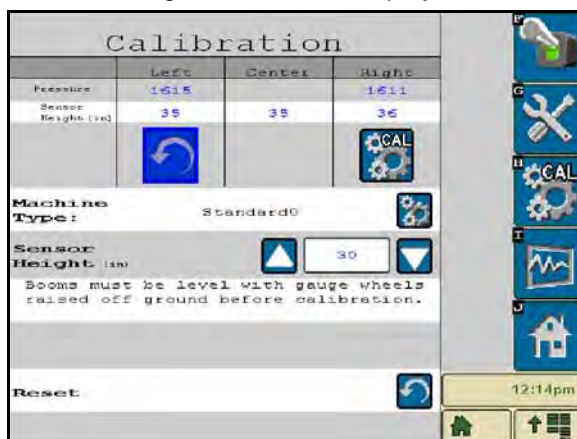 Calibration
Left Center Right
Pressure 1615 1611
Sensor Height (in) 35 35 36
CAL
Machine Type: Standard0
Sensor Height (in) 30
Booms must be level with gauge wheels
raised off ground before calibration.
Reset
F
G
H
CAL
I
J
12:14pm